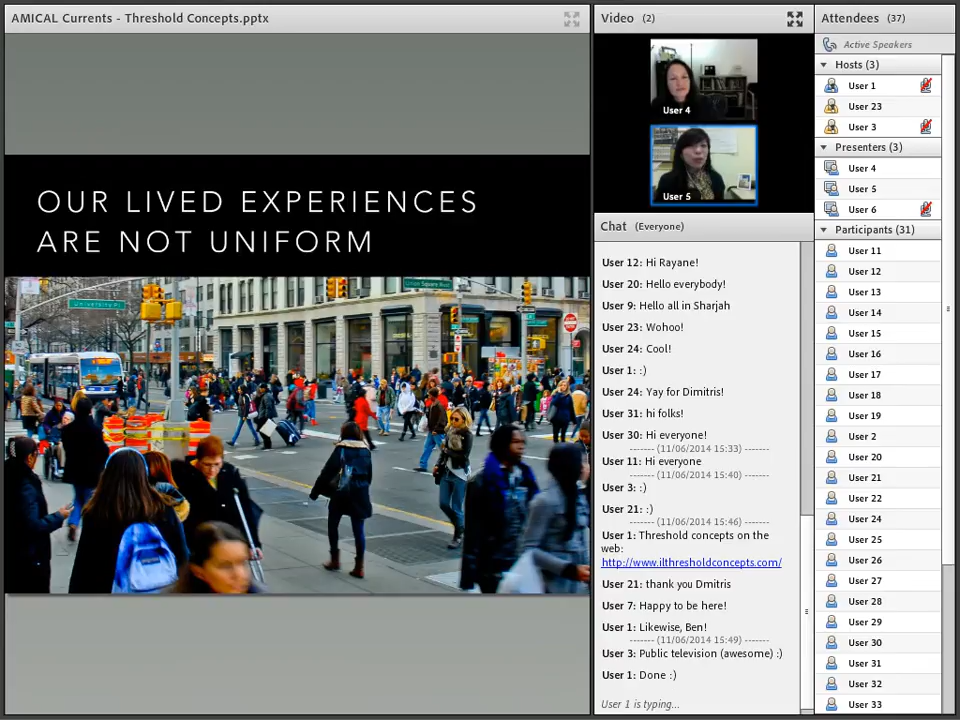 AMICAL Currents - Threshold Concepts.pptx
OUR LIVED EXPERIENCES
ARE NOT UNIFORM
University Pl
Video (2)
User 4
User 5
Chat (Everyone)
User 12: Hi Rayane!
User 20: Hello everybody!
User 9: Hello all in Sharjah
User 23: Wohoo!
User 24: Cool!
User 1: :)
User 24: Yay for Dimitris!
User 31: hi folks!
User 30: Hi everyone!
------- (11/06/2014 15:33) -------
User 11: Hi everyone
------- (11/06/2014 15:40) -------
User 3: :)
User 21: :)
------- (11/06/2014 15:46) -------
User 1: Threshold concepts on the
web:
http://www.ilthresholdconcepts.com/
User 21: thank you Dmitris
User 7: Happy to be here!
User 1: Likewise, Ben!
------- (11/06/2014 15:49) -------
User 3: Public television (awesome) :)
User 1: Done :)
User 1 is typing...
Attendees (37)
Active Speakers
Hosts (3)
User 1
User 23
User 3
Presenters (3)
User 4
User 5
User 6
Participants (31)
User 11
User 12
User 13
User 14
User 15
User 16
User 17
User 18
User 19
User 2
User 20
User 21
User 22
User 24
User 25
User 26
User 27
User 28
User 29
User 30
User 31
User 32
User 33